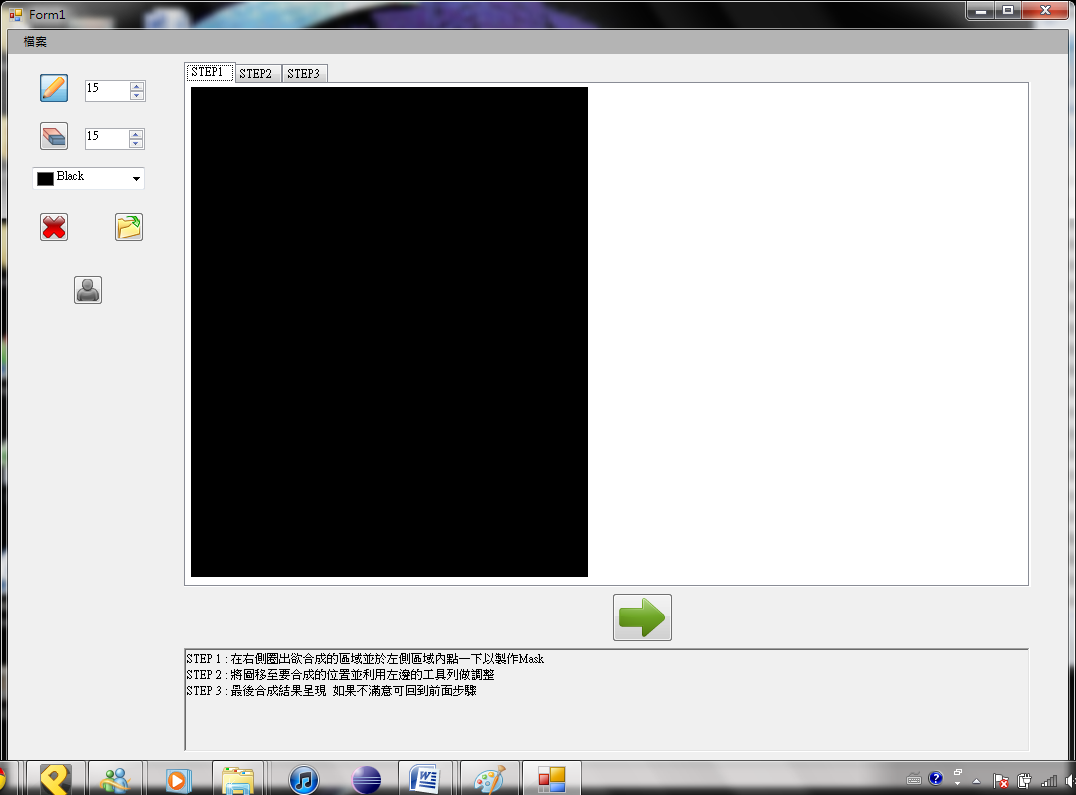 Form1
檔案
15
15
Black
STEP1 STEP2 STEP3
STEP 1 : 在右側圈出欲合成的區域並於左側區域內點一下以製作Mask
STEP 2 : 將圖移至要合成的位置並利用左邊的工具列做調整
STEP 3 : 最後合成結果呈現 如果不滿意可回到前面步驟